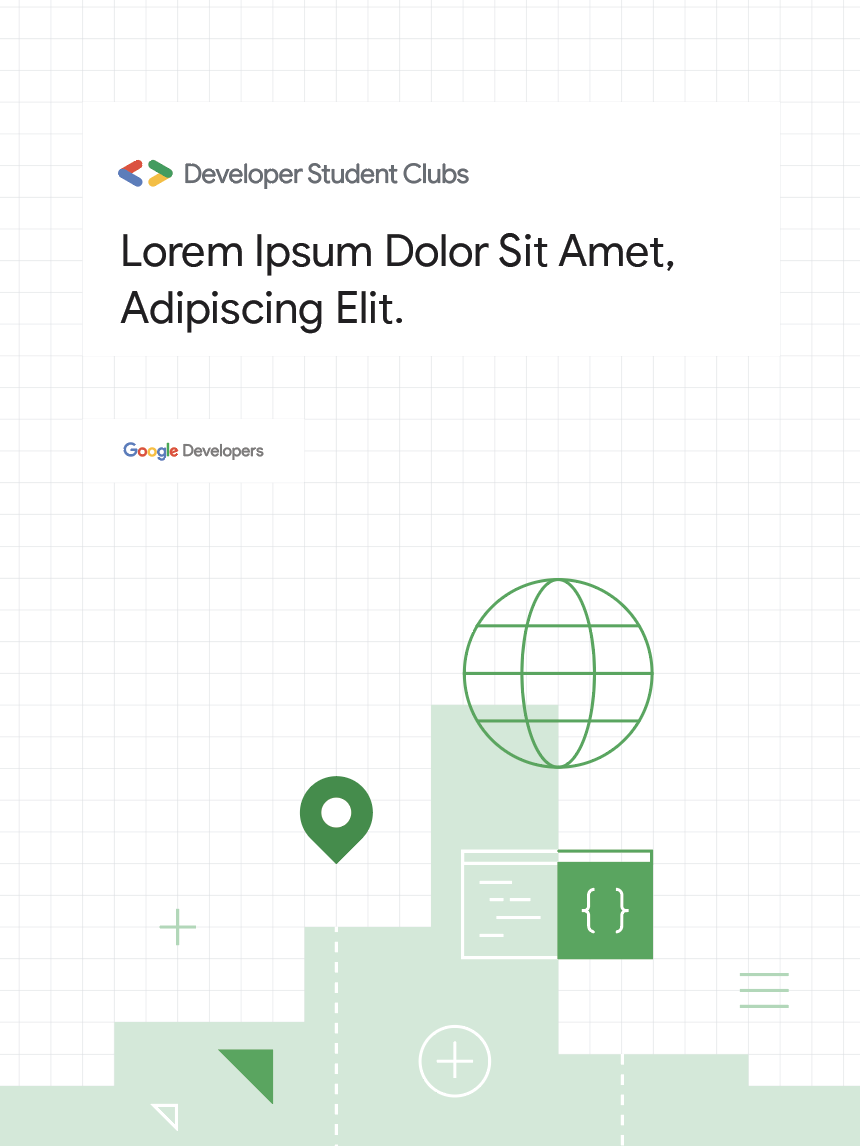 Developer Student Clubs
Lorem Ipsum Dolor Sit Amet,
Adipiscing Elit.
Google Developers
{ }